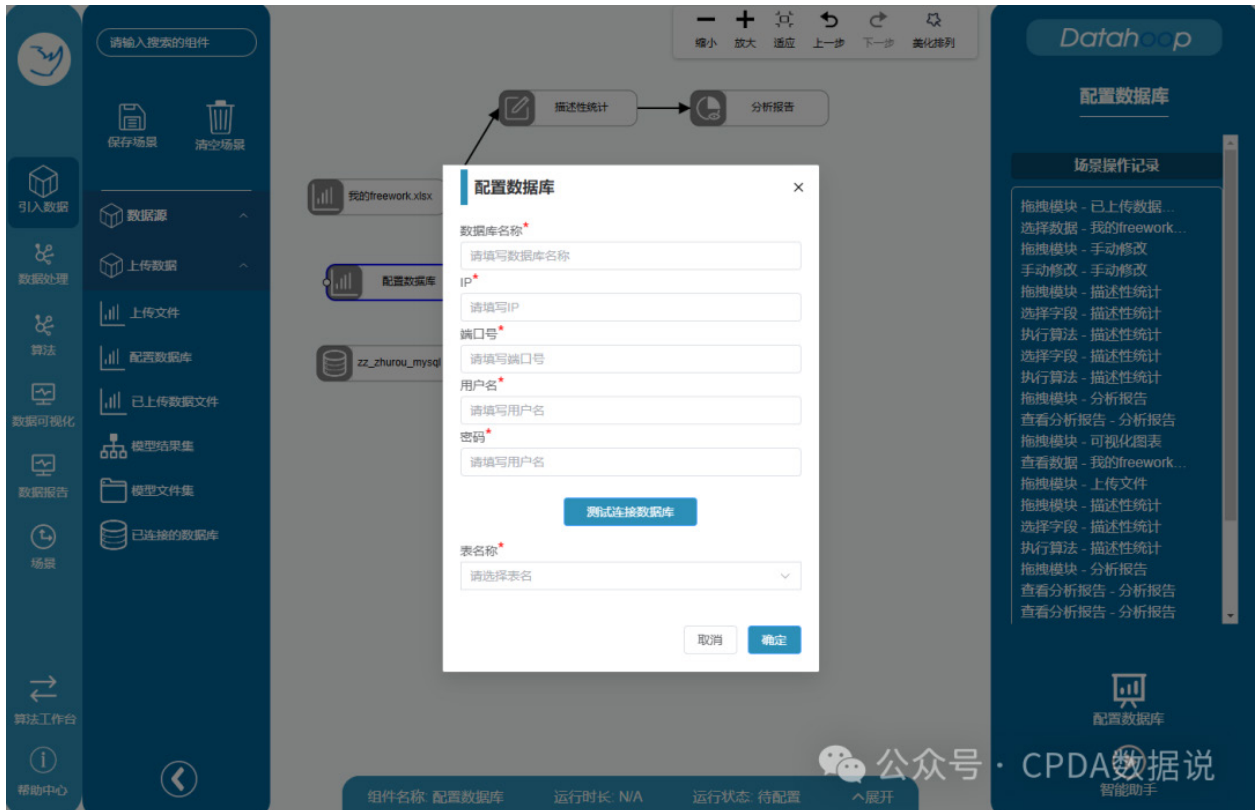 请输入搜索的组件
保存场景
清空场景
引入数据
数据处理
算法
数据可视化
数据报告
场景
算法工作台
帮助中心
数据源
上传数据
上传文件
配置数据库
已上传数据文件
模型结果集
模型文件集
已连接的数据库
缩小
放大
适应
上一步
下一步
美化排列
描述性统计
分析报告
我的freework.xlsx
配置数据库
zz_zhurou_mysql
配置数据库
数据库名称*
请填写数据库名称
IP*
请填写IP
端口号*
请填写端口号
用户名*
请填写用户名
密码*
请填写用户名
测试连接数据库
表名称*
请选择表名
取消
确定
组件名称: 配置数据库
运行时长: N/A
运行状态: 待配置
展开
Datahoop
配置数据库
场景操作记录
拖拽模块 - 已上传数据...
选择数据 - 我的freework...
拖拽模块 - 手动修改
手动修改 - 手动修改
拖拽模块 - 描述性统计
选择字段 - 描述性统计
执行算法 - 描述性统计
选择字段 - 描述性统计
执行算法 - 描述性统计
拖拽模块 - 分析报告
查看分析报告 - 分析报告
拖拽模块 - 可视化图表
查看数据 - 我的freework...
拖拽模块 - 上传文件
拖拽模块 - 描述性统计
选择字段 - 描述性统计
执行算法 - 描述性统计
拖拽模块 - 分析报告
查看分析报告 - 分析报告
查看分析报告 - 分析报告
配置数据库
智能助手
公众号 · CPDA数据说